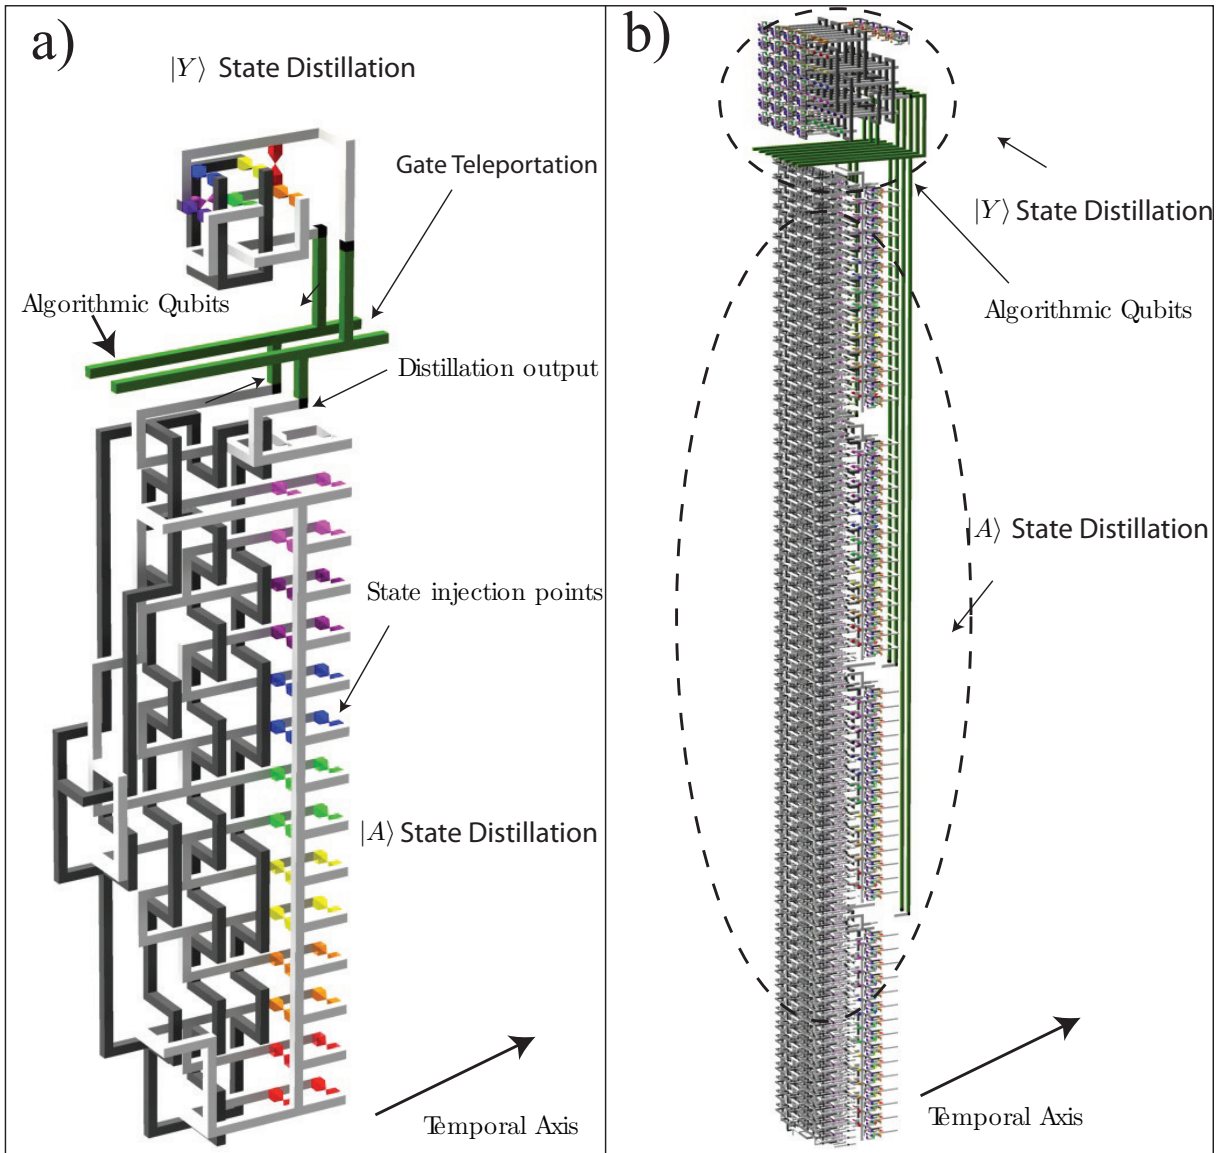 a)
|Y⟩ State Distillation
Gate Teleportation
Algorithmic Qubits
Distillation output
State injection points
|A⟩ State Distillation
Temporal Axis
b)
|Y⟩ State Distillation
Algorithmic Qubits
|A⟩ State Distillation
Temporal Axis